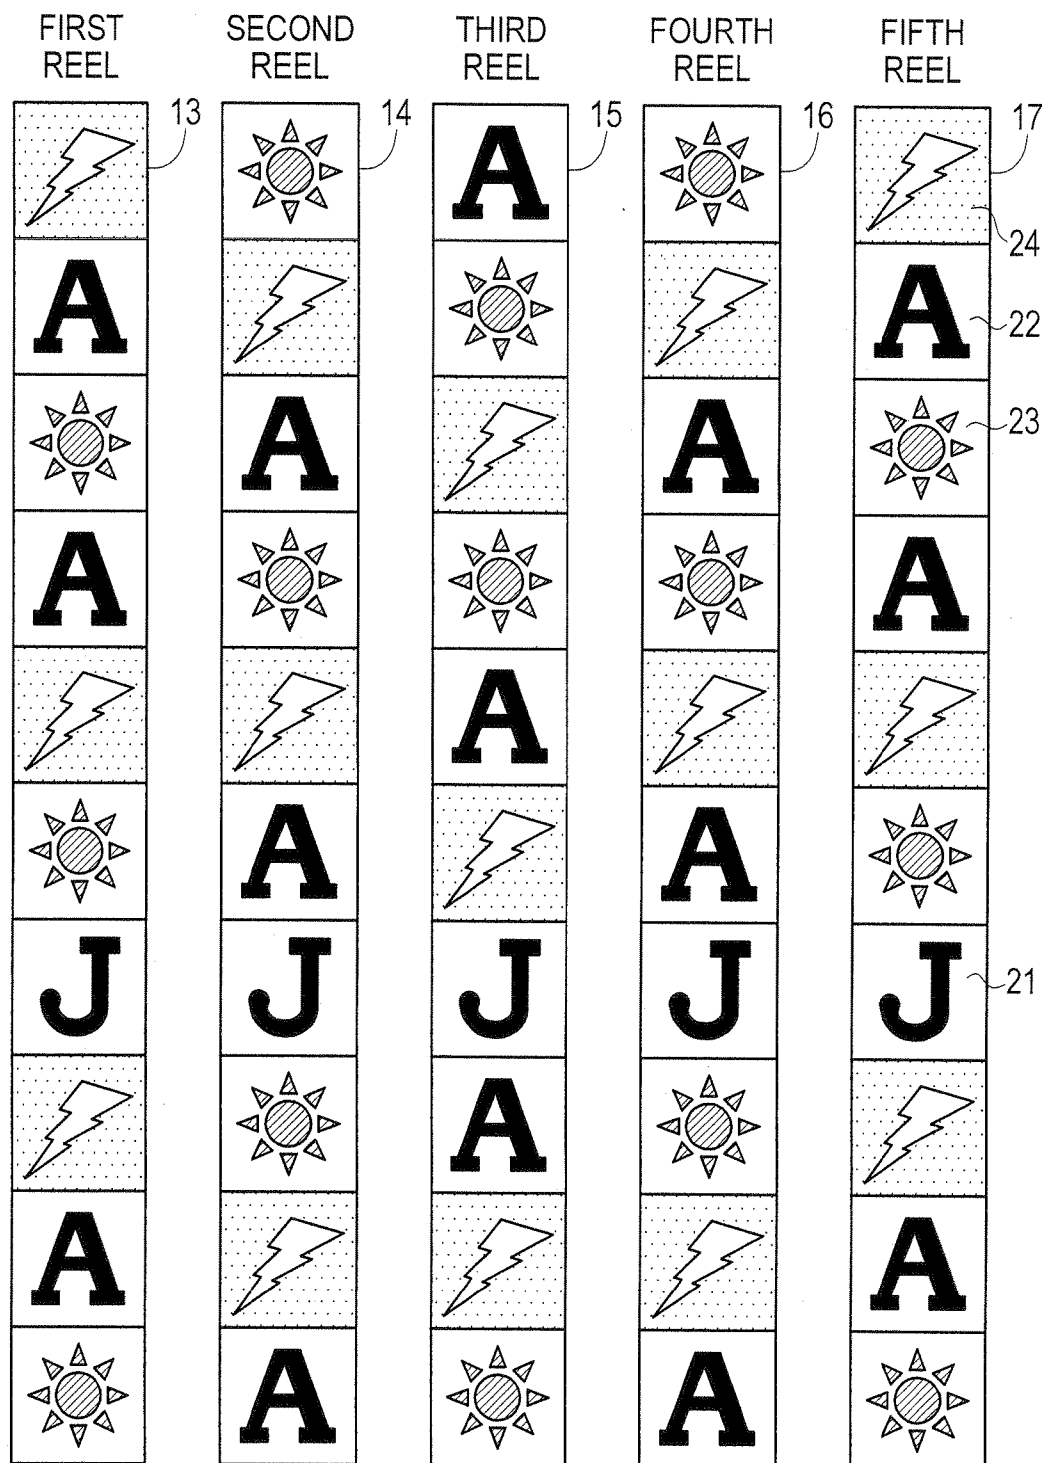 FIRST REEL
SECOND REEL
THIRD REEL
FOURTH REEL
FIFTH REEL
13
14
15
16
17
A
24
A
A
22
A
A
23
A
A
A
A
A
J
J
J
J
J
21
A
A
A
A
A